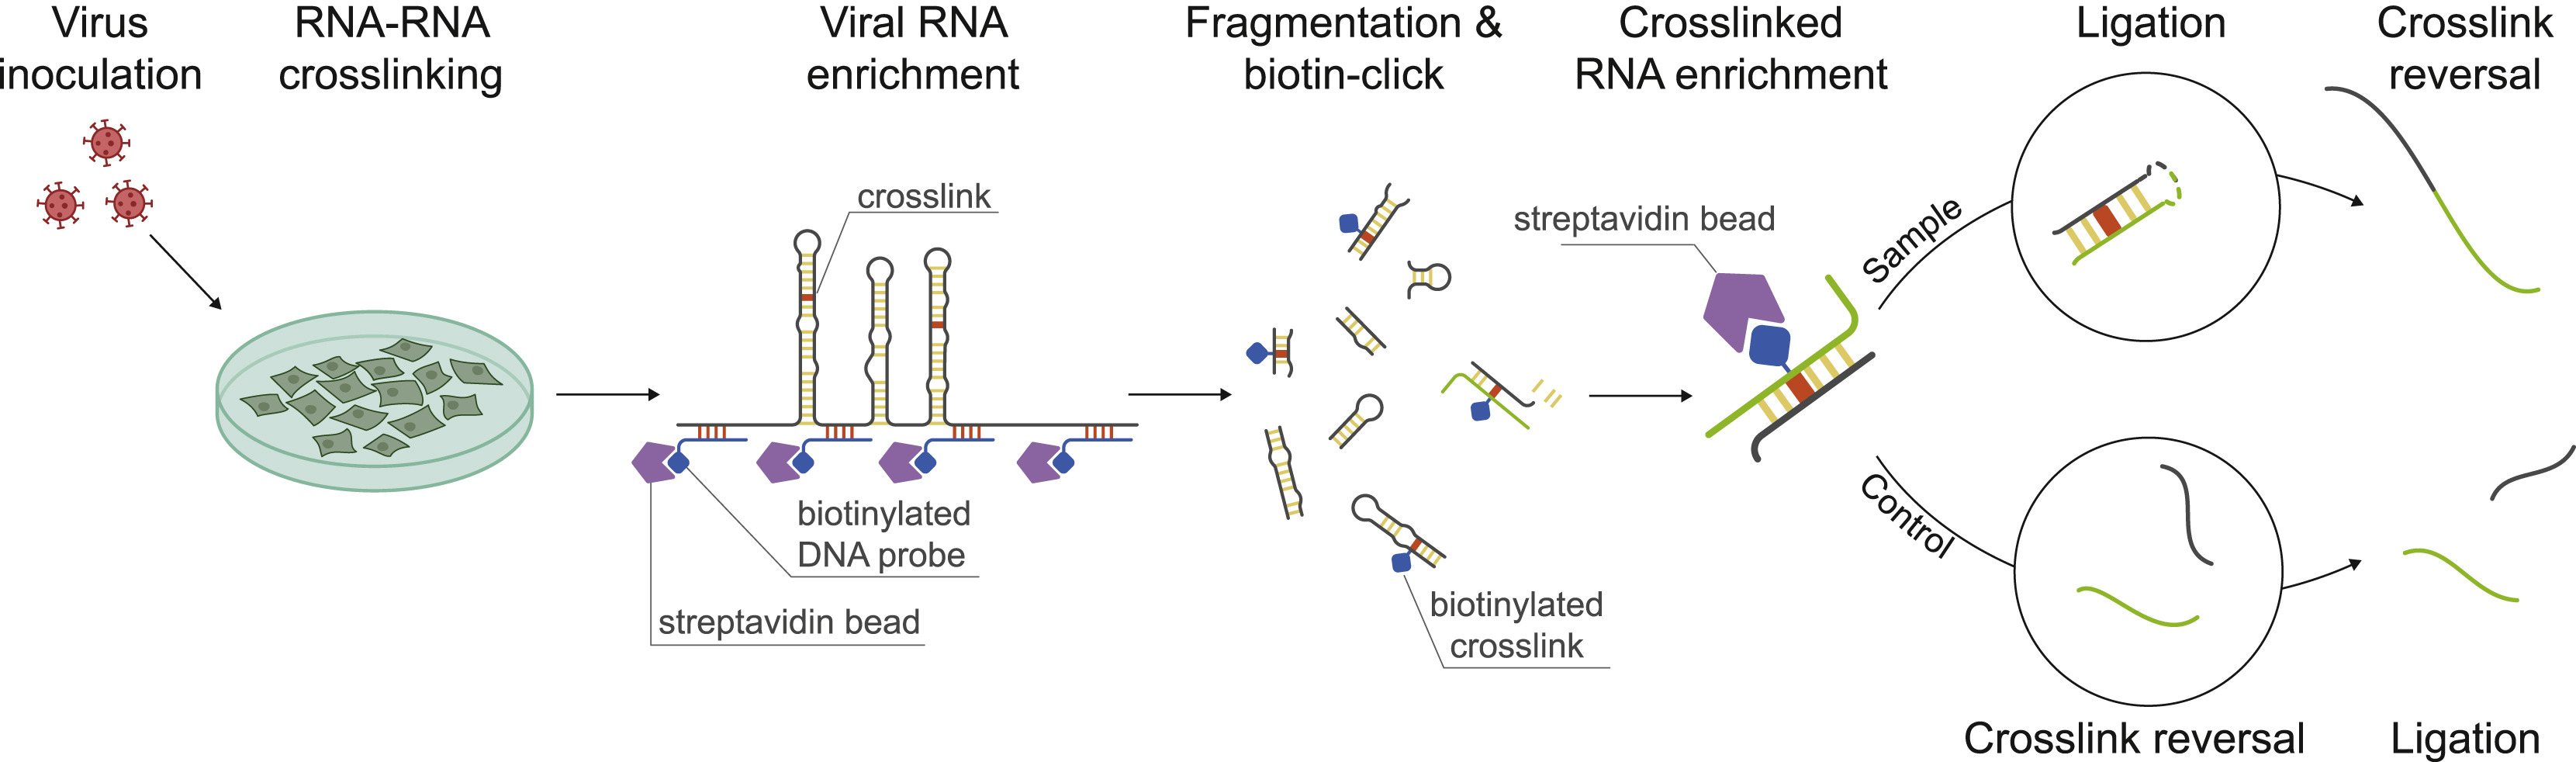 Virus
inoculation
RNA-RNA
crosslinking
Viral RNA
enrichment
Fragmentation &
biotin-click
Crosslinked
RNA enrichment
Ligation
Crosslink
reversal
crosslink
streptavidin bead
Sample
biotinylated
DNA probe
streptavidin bead
biotinylated
crosslink
Control
Crosslink reversal
Ligation